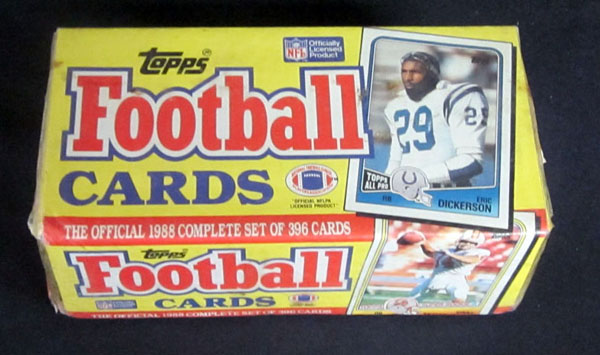 Topps
NFL
Officially
Licensed
Product
Football
CARDS
"OFFICIAL NFLPA
LICENSED PRODUCT"
29
29
TOPPS
ALL PRO
RB
ERIC
DICKERSON
THE OFFICIAL 1988 COMPLETE SET OF 396 CARDS
Topps
Football
CARDS
THE OFFICIAL 1988 COMPLETE SET OF 396 CARDS